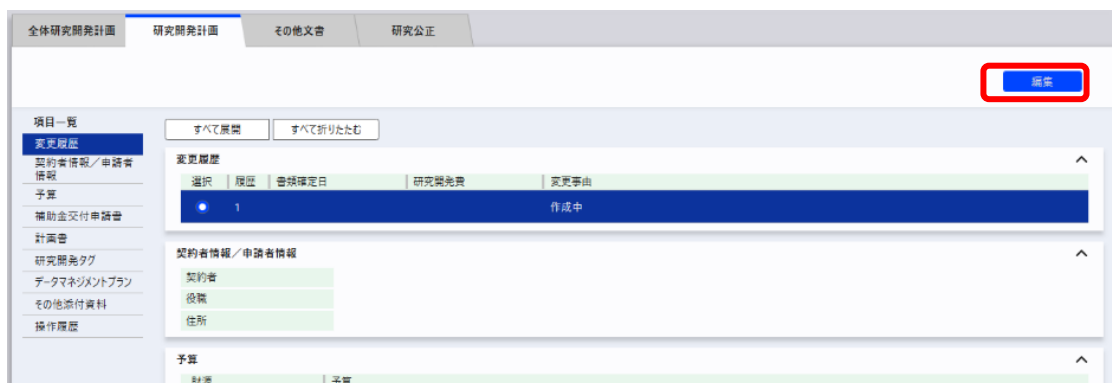 全体研究開発計画 研究開発計画 その他文書 研究公正
編集
項目一覧
変更履歴
契約者情報／申請者
情報
予算
補助金交付申請書
計画書
研究開発タグ
データマネジメントプラン
その他添付資料
操作履歴
すべて展開 すべて折りたたむ
変更履歴
選択 履歴 書類確定日 研究開発費 変更事由
1 作成中
契約者情報／申請者情報
契約者
役職
住所
予算
財源 予算